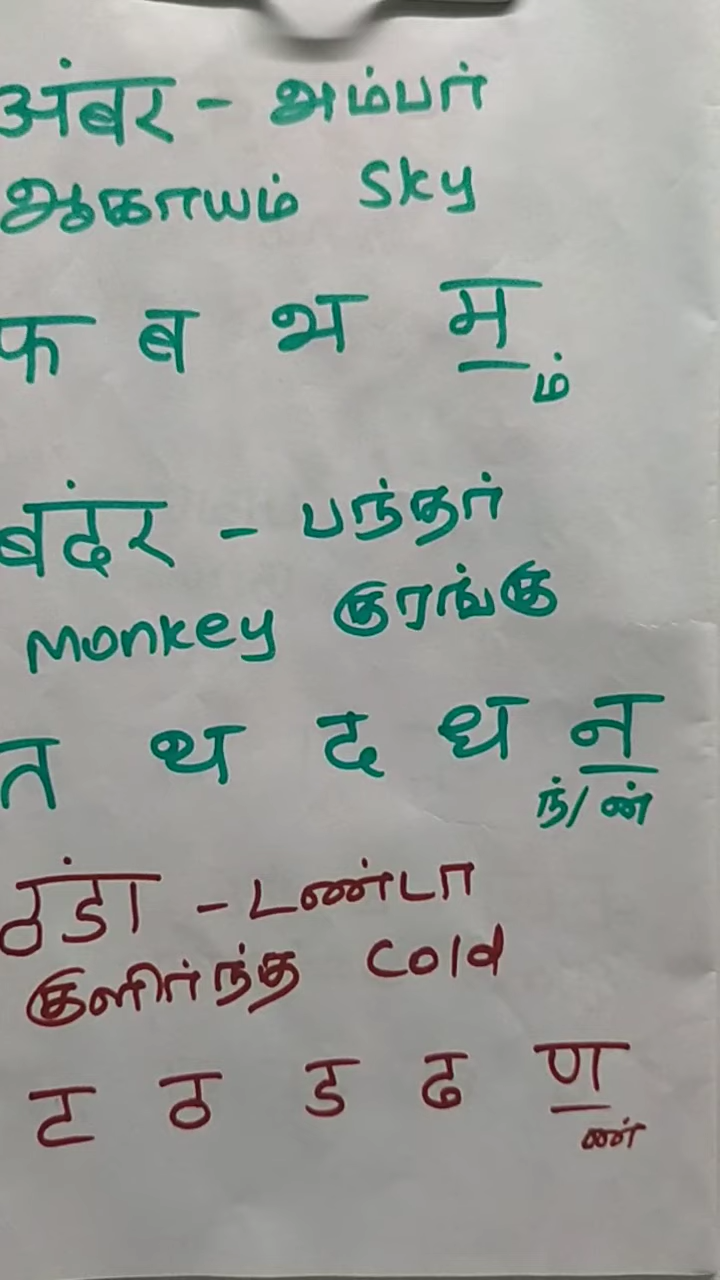 अंबर - அம்பர்
ஆகாயம் Sky
फ ब भ म
ம்
बंदर - பந்தர்
Monkey குரங்கு
त थ द ध न
ந்/ன்
ठंडा - டண்டா
குளிர்ந்த Cold
ट ठ ड ढ ण
ண்